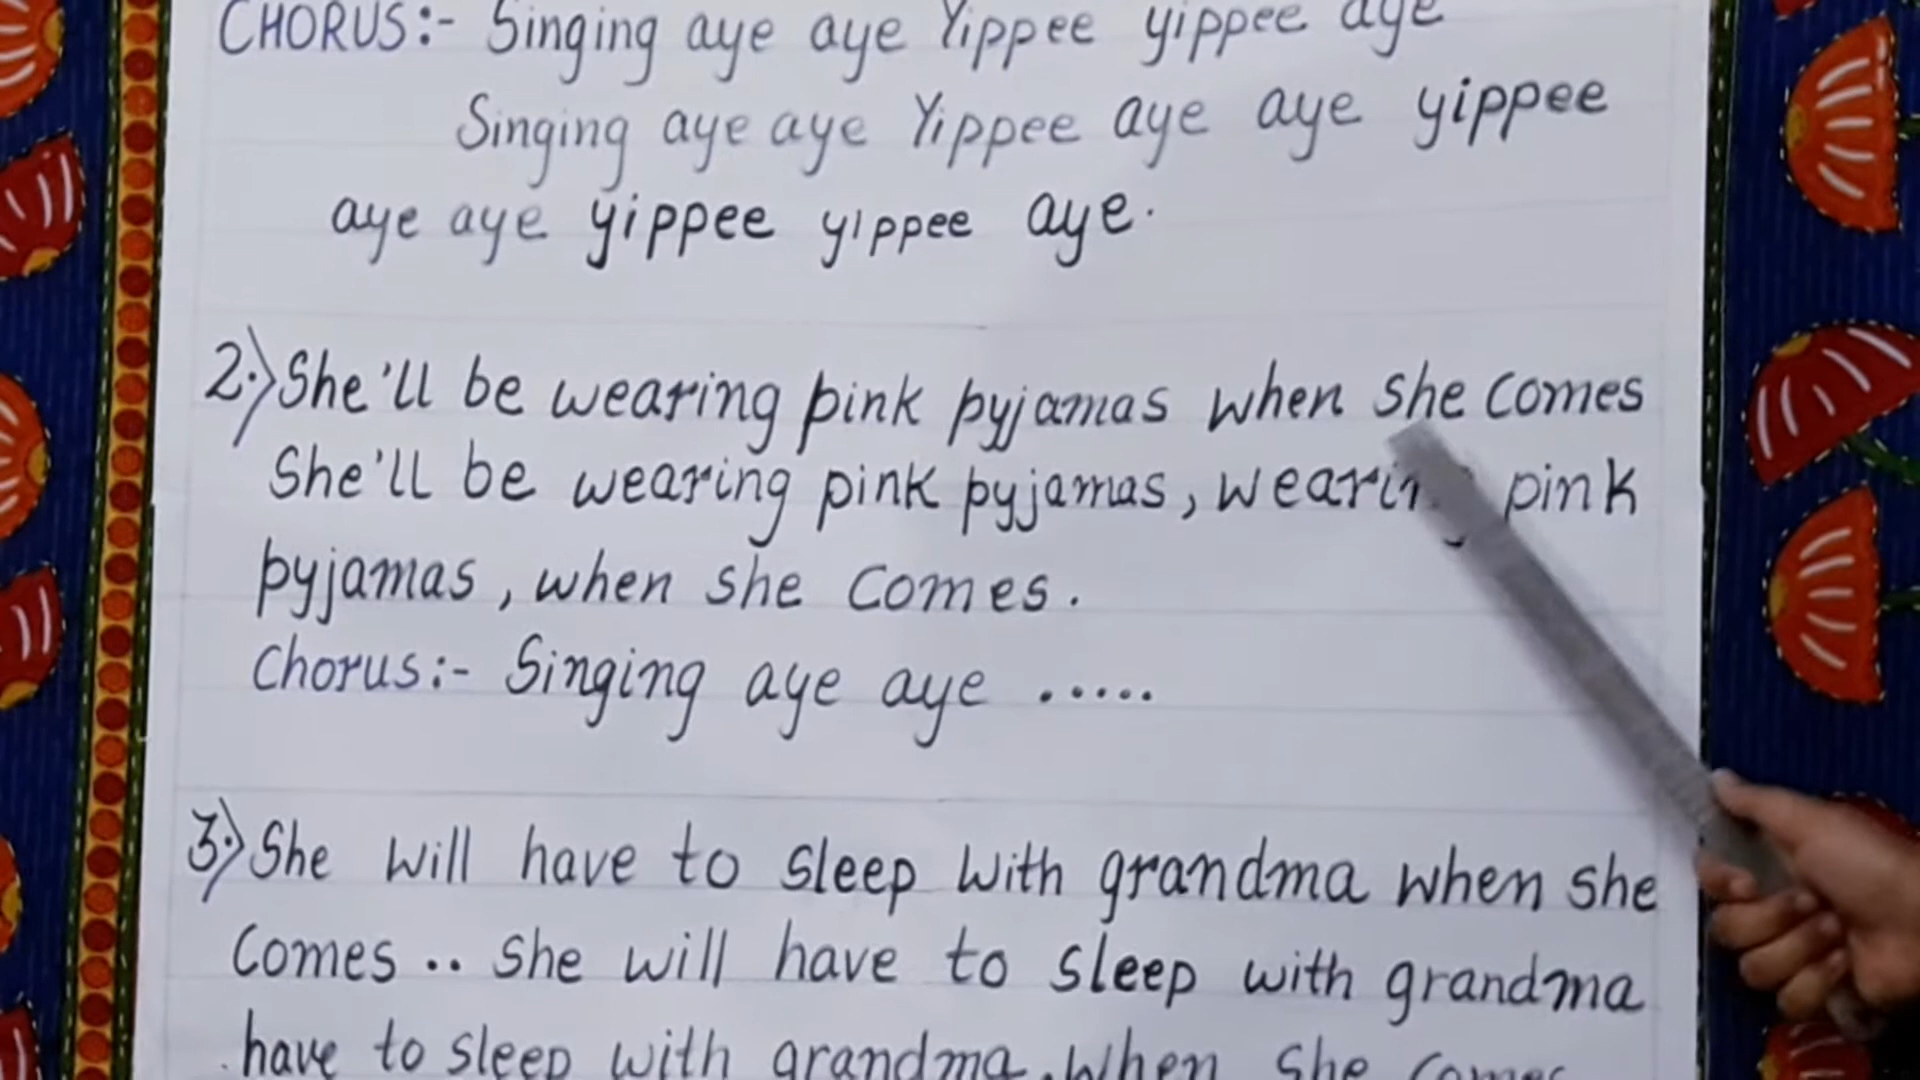 CHORUS:- Singing aye aye Yippee yippee aye
Singing aye aye Yippee aye aye yippee
aye aye yippee yippee aye.
2.) She'll be wearing pink pyjamas when she comes
She'll be wearing pink pyjamas, wearing pink
pyjamas, when she comes.
Chorus:- Singing aye aye .....
3.) She will have to sleep with grandma when she
comes .. She will have to sleep with grandma
have to sleep with grandma, when she comes